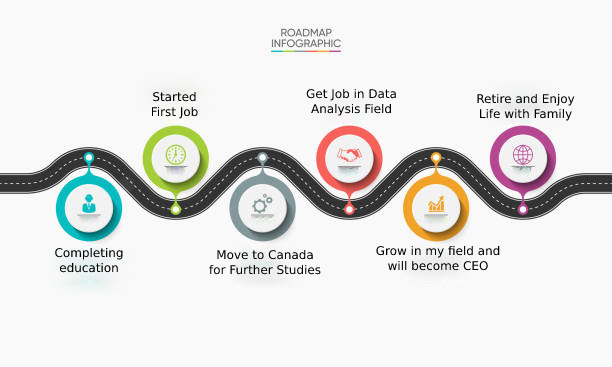 ROADMAP
INFOGRAPHIC
Started
First Job
Get Job in Data
Analysis Field
Retire and Enjoy
Life with Family
Completing
education
Move to Canada
for Further Studies
Grow in my field and
will become CEO